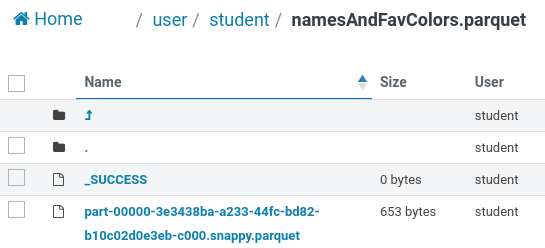 Home / user / student / namesAndFavColors.parquet
Name Size User
student
. student
_SUCCESS 0 bytes student
part-00000-3e3438ba-a233-44fc-bd82- 653 bytes student
b10c02d0e3eb-c000.snappy.parquet